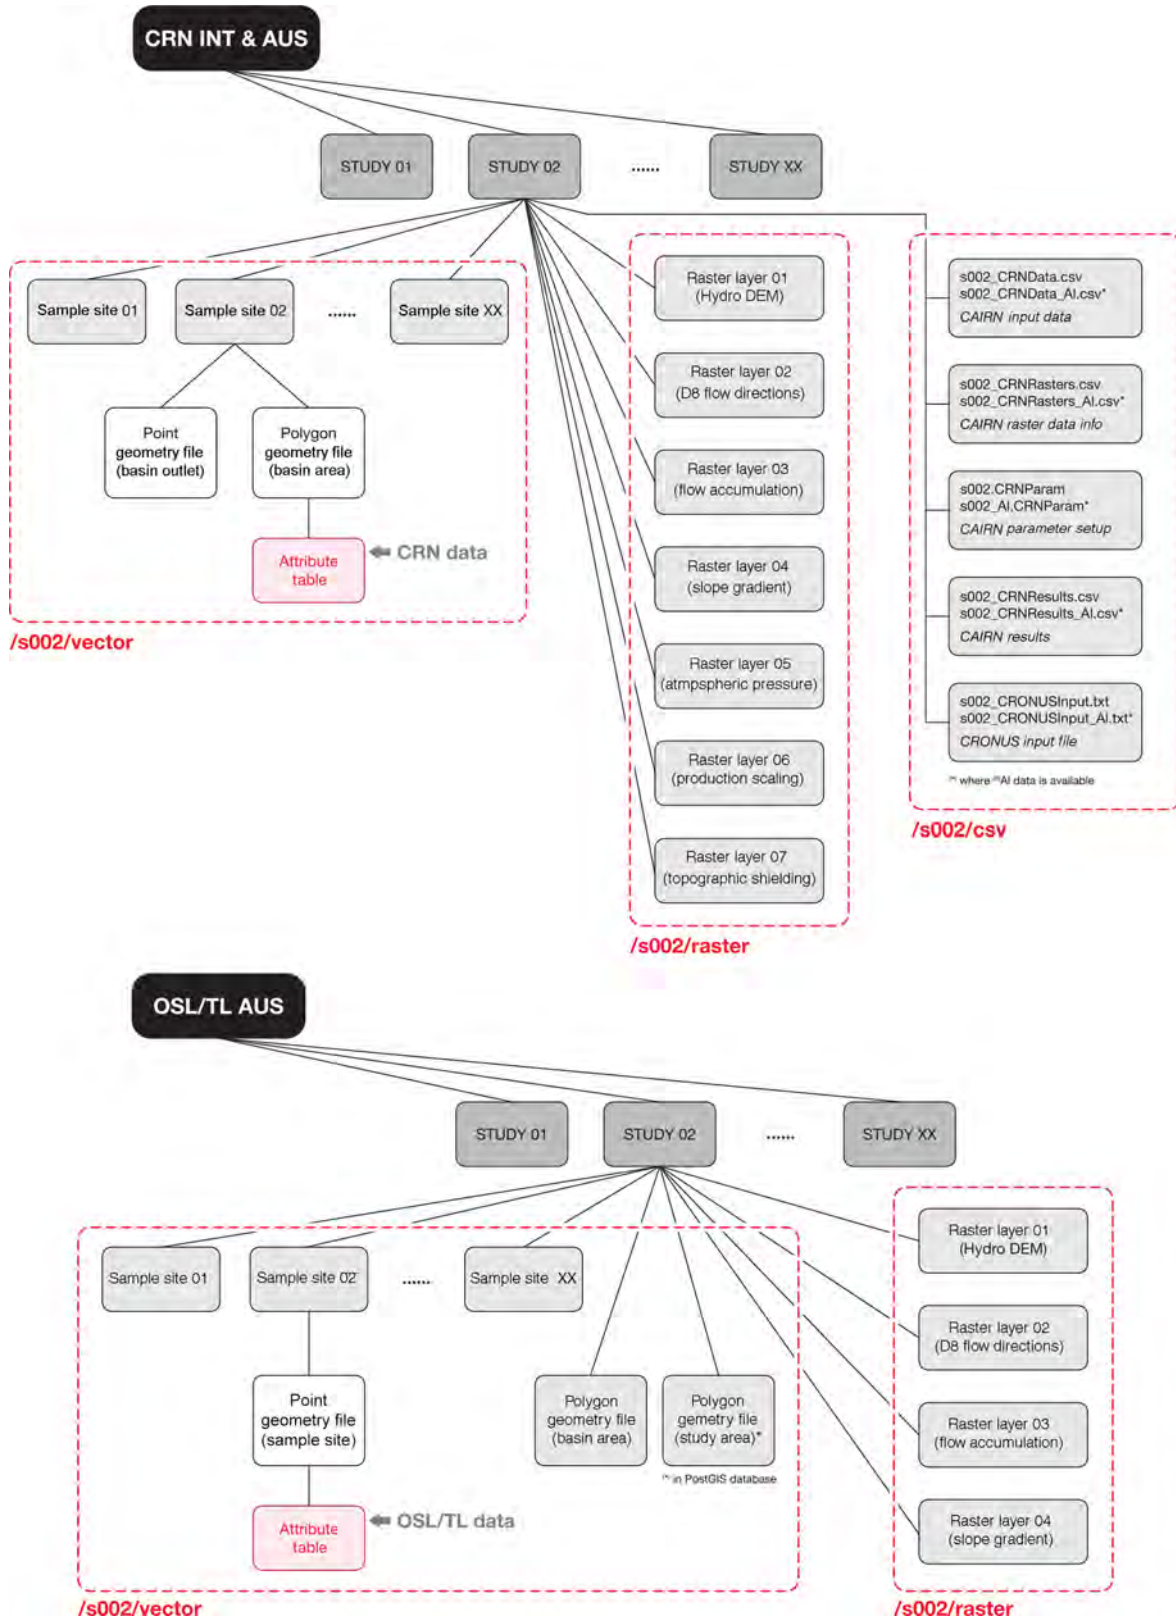 CRN INT & AUS
STUDY 01
STUDY 02
......
STUDY XX
Sample site 01
Sample site 02
......
Sample site XX
Point
geometry file
(basin outlet)
Polygon
geometry file
(basin area)
Attribute
table
CRN data
/s002/vector
Raster layer 01
(Hydro DEM)
Raster layer 02
(D8 flow directions)
Raster layer 03
(flow accumulation)
Raster layer 04
(slope gradient)
Raster layer 05
(atmpspheric pressure)
Raster layer 06
(production scaling)
Raster layer 07
(topographic shielding)
/s002/raster
s002_CRNData.csv
s002_CRNData_Al.csv*
CAIRN input data
s002_CRNRasters.csv
s002_CRNRasters_Al.csv*
CAIRN raster data info
s002.CRNParam
s002_Al.CRNParam*
CAIRN parameter setup
s002_CRNResults.csv
s002_CRNResults_Al.csv*
CAIRN results
s002_CRONUSInput.txt
s002_CRONUSInput_Al.txt*
CRONUS input file
(*) where ²⁶Al data is available
/s002/csv
OSL/TL AUS
STUDY 01
STUDY 02
......
STUDY XX
Sample site 01
Sample site 02
......
Sample site XX
Point
geometry file
(sample site)
Attribute
table
OSL/TL data
Polygon
geometry file
(basin area)
Polygon
gemetry file
(study area)*
(*) in PostGIS database
/s002/vector
Raster layer 01
(Hydro DEM)
Raster layer 02
(D8 flow directions)
Raster layer 03
(flow accumulation)
Raster layer 04
(slope gradient)
/s002/raster